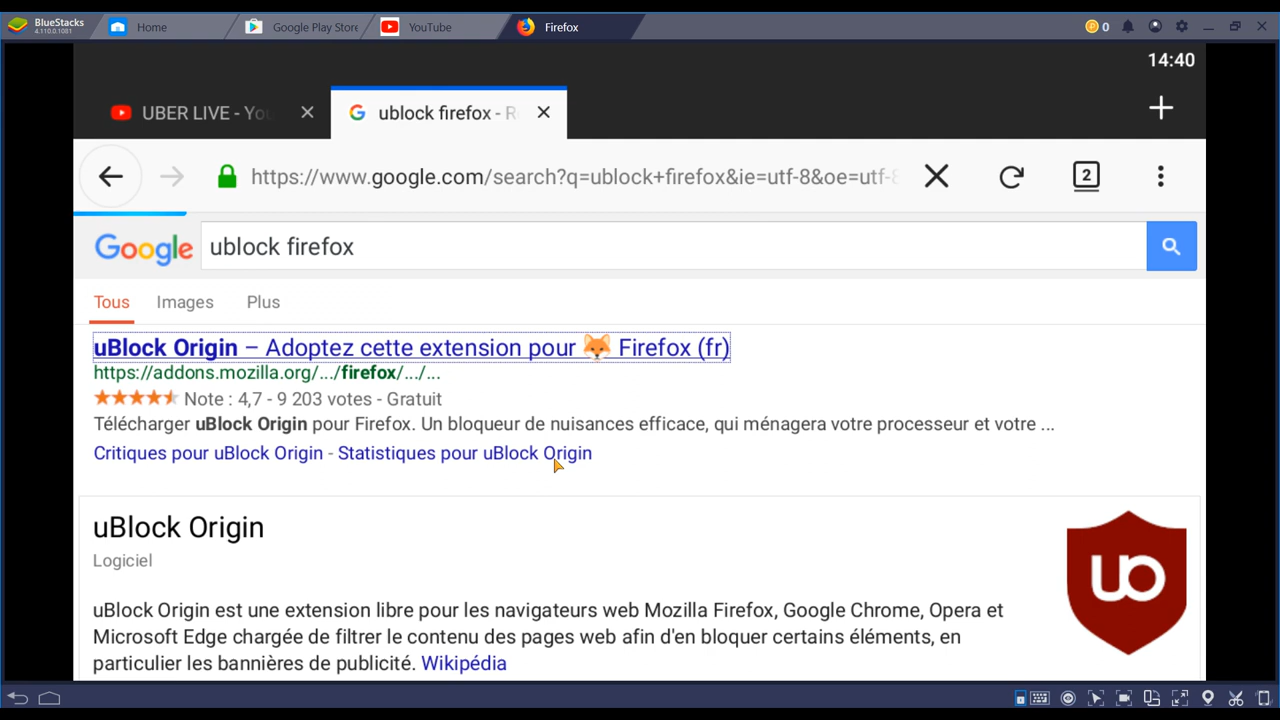 BlueStacks
4.110.0.1081
Home
Google Play Store
YouTube
Firefox
0
14:40
UBER LIVE - You
ublock firefox - R
https://www.google.com/search?q=ublock+firefox&ie=utf-8&oe=utf-8
2
Google
ublock firefox
Tous
Images
Plus
uBlock Origin – Adoptez cette extension pour 🦊 Firefox (fr)
https://addons.mozilla.org/.../firefox/.../...
Note : 4,7 - 9 203 votes - Gratuit
Télécharger uBlock Origin pour Firefox. Un bloqueur de nuisances efficace, qui ménagera votre processeur et votre ...
Critiques pour uBlock Origin - Statistiques pour uBlock Origin
uBlock Origin
Logiciel
uBlock Origin est une extension libre pour les navigateurs web Mozilla Firefox, Google Chrome, Opera et
Microsoft Edge chargée de filtrer le contenu des pages web afin d'en bloquer certains éléments, en
particulier les bannières de publicité. Wikipédia
uo